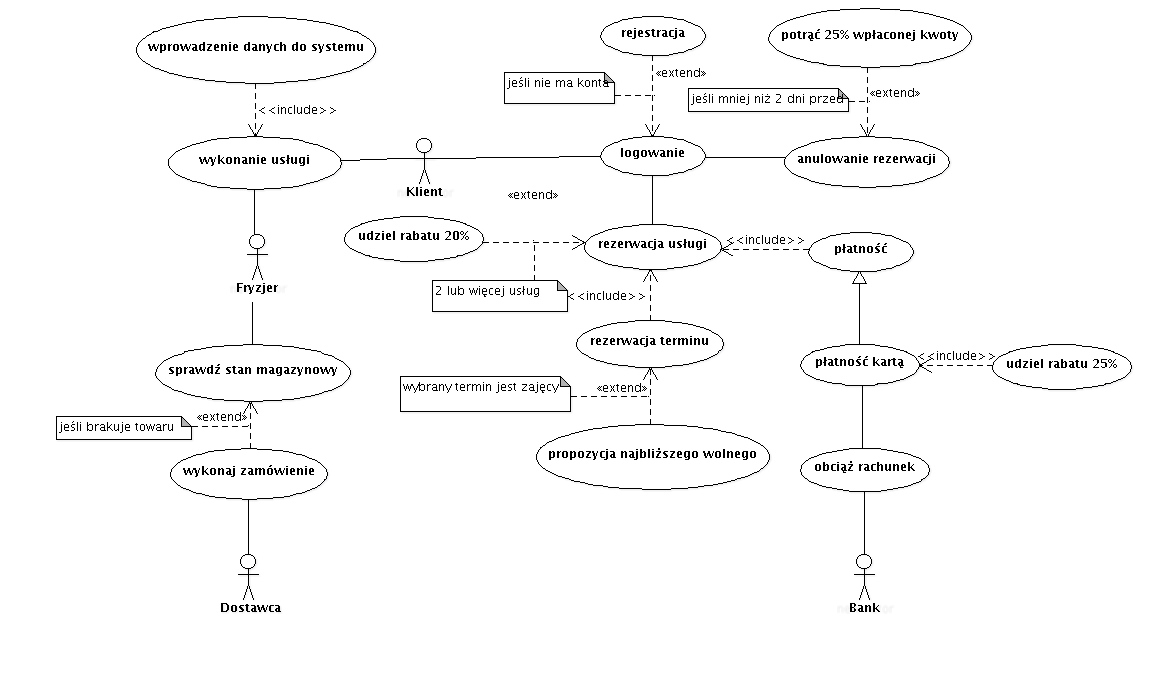 rejestracja
potrąć 25% wpłaconej kwoty
wprowadzenie danych do systemu
«extend»
jeśli nie ma konta
«extend»
jeśli mniej niż 2 dni przed
<<include>>
wykonanie usługi
logowanie
anulowanie rezerwacji
Klient
«extend»
udziel rabatu 20%
rezerwacja usługi
<<include>>
płatność
Fryzjer
2 lub więcej usług
<<include>>
rezerwacja terminu
sprawdź stan magazynowy
płatność kartą
<<include>>
udziel rabatu 25%
wybrany termin jest zajęcy
«extend»
«extend»
jeśli brakuje towaru
propozycja najbliższego wolnego
wykonaj zamówienie
obciąż rachunek
Dostawca
Bank